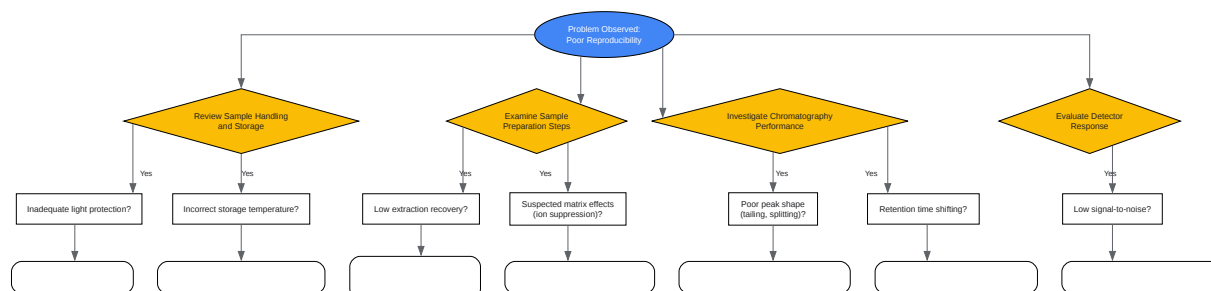 Problem Observed:
Poor Reproducibility
Review Sample Handling
and Storage
Examine Sample
Preparation Steps
Investigate Chromatography
Performance
Evaluate Detector
Response
Yes
Yes
Yes
Yes
Yes
Yes
Yes
Inadequate light protection?
Incorrect storage temperature?
Low extraction recovery?
Suspected matrix effects
(ion suppression)?
Poor peak shape
(tailing, splitting)?
Retention time shifting?
Low signal-to-noise?